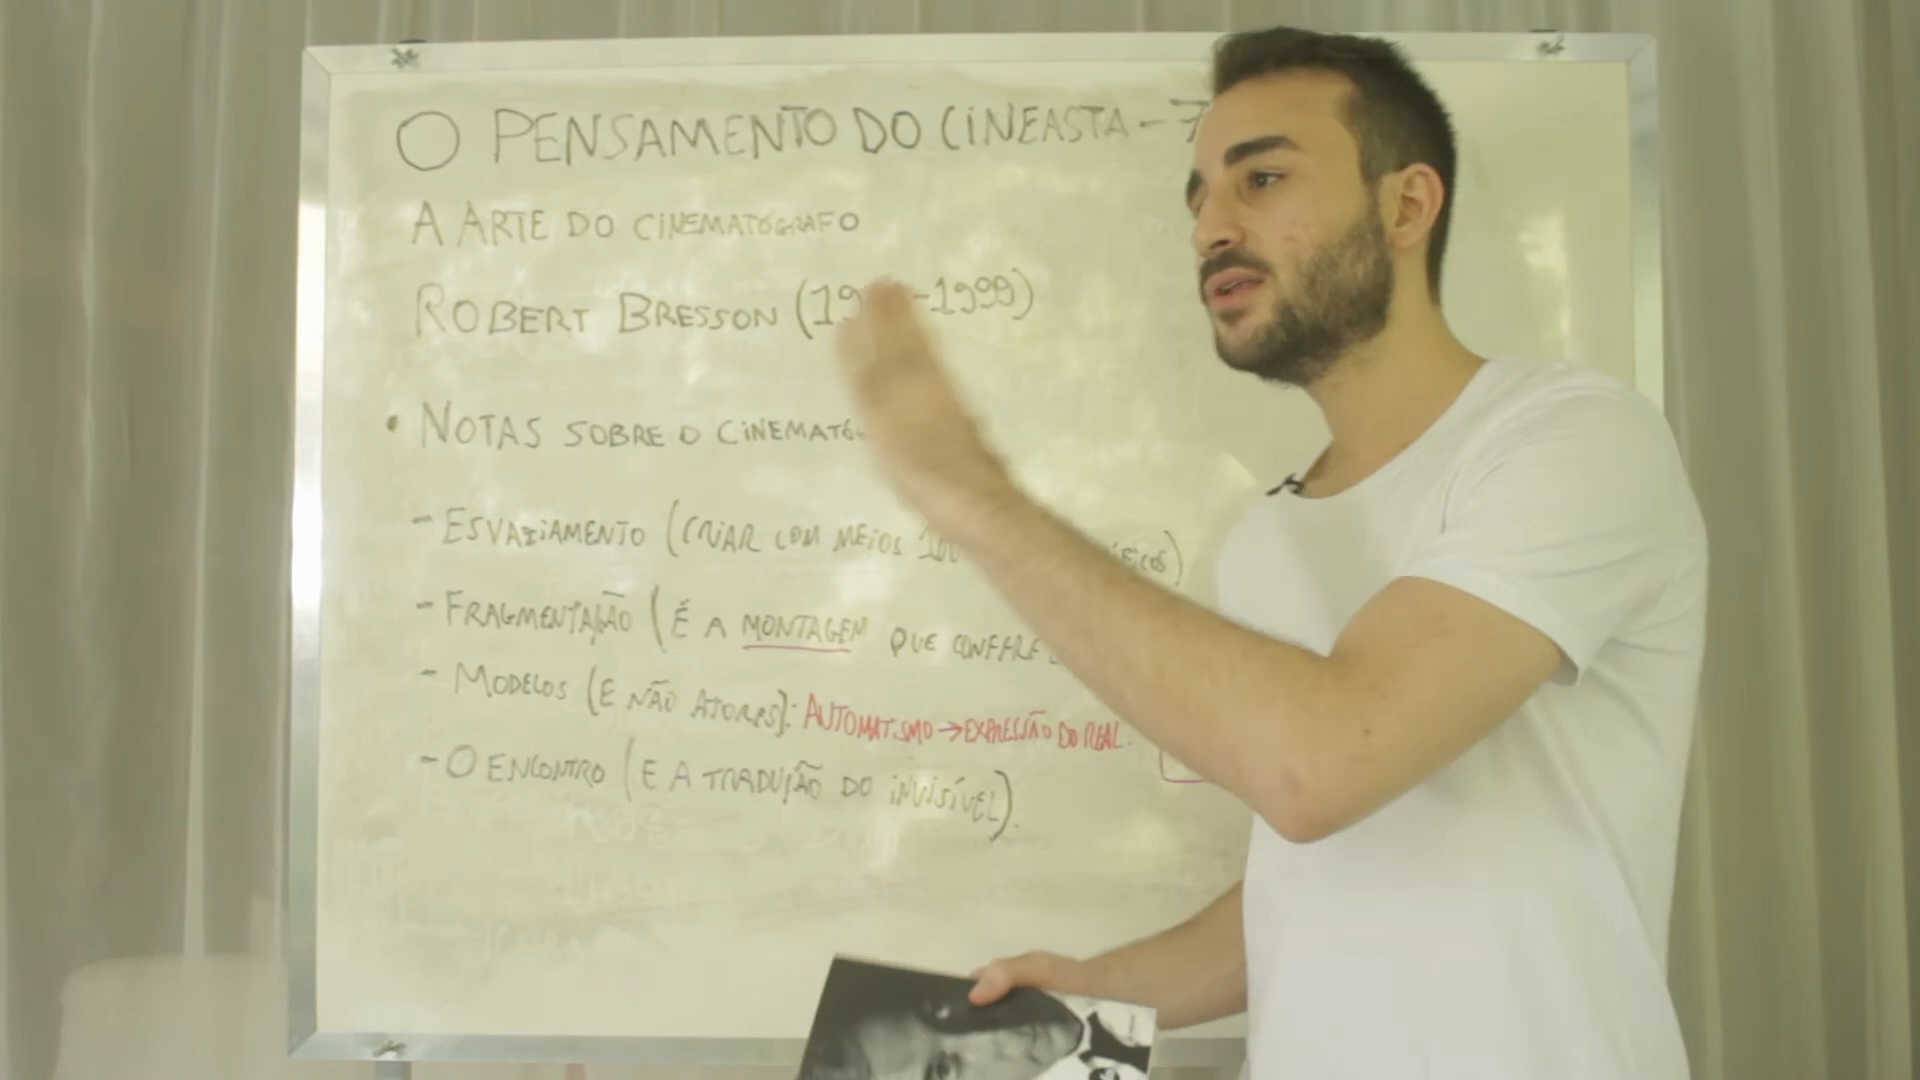 O PENSAMENTO DO CINEASTA - 7
A ARTE DO CINEMATÓGRAFO
ROBERT BRESSON (19 -1999)
• NOTAS SOBRE O CINEMATÓ
- ESVAZIAMENTO (CRIAR COM MEIOS
- FRAGMENTAÇÃO (É A MONTAGEM QUE CONFERE
- MODELOS (E NÃO ATORES): AUTOMATISMO → EXPRESSÃO DO REAL.
- O ENCONTRO (E A TRADUÇÃO DO INVISÍVEL).